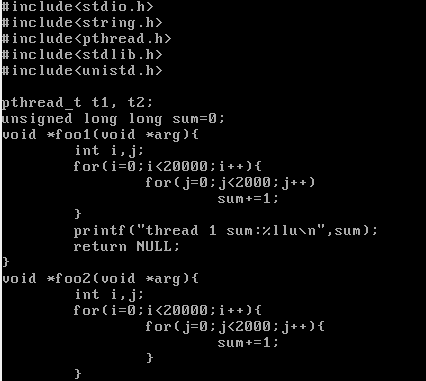 #include<stdio.h>
#include<string.h>
#include<pthread.h>
#include<stdlib.h>
#include<unistd.h>

pthread_t t1, t2;
unsigned long long sum=0;
void *foo1(void *arg){
        int i,j;
        for(i=0;i<20000;i++){
                for(j=0;j<2000;j++)
                        sum+=1;
        }
        printf("thread 1 sum:%llu\n",sum);
        return NULL;
}
void *foo2(void *arg){
        int i,j;
        for(i=0;i<20000;i++){
                for(j=0;j<2000;j++){
                        sum+=1;
                }
        }